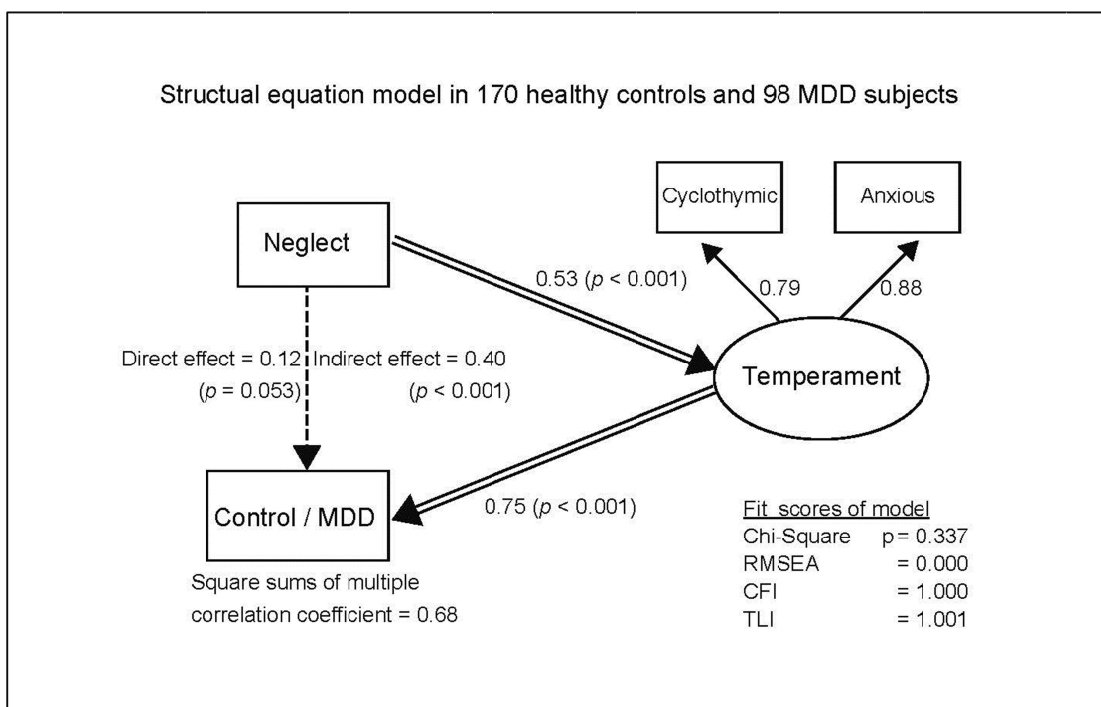 Structual equation model in 170 healthy controls and 98 MDD subjects
Cyclothymic
Anxious
Neglect
0.53 (p < 0.001)
0.79
0.88
Direct effect = 0.12
(p = 0.053)
Indirect effect = 0.40
(p < 0.001)
Temperament
Control / MDD
0.75 (p < 0.001)
Square sums of multiple
correlation coefficient = 0.68
Fit scores of model
Chi-Square p = 0.337
RMSEA = 0.000
CFI = 1.000
TLI = 1.001